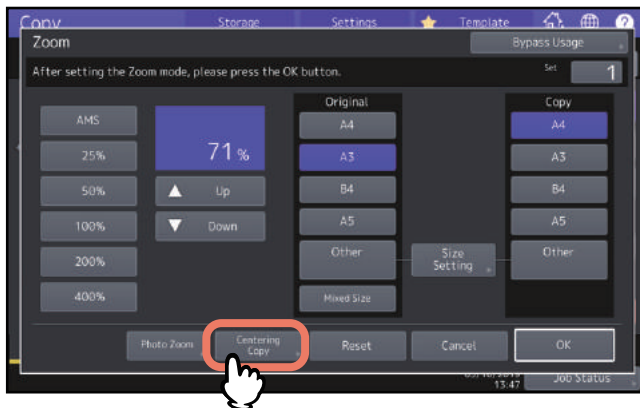 Copy Storage Settings Template ?
Zoom Bypass Usage
After setting the Zoom mode, please press the OK button. Set 1
Original Copy
AMS A4 A4
25% 71 % A3 A3
50% Up B4 B4
100% Down A5 A5
200% Other Size Setting Other
400% Mixed Size
Photo Zoom Centering Copy Reset Cancel OK
13:47 Job Status